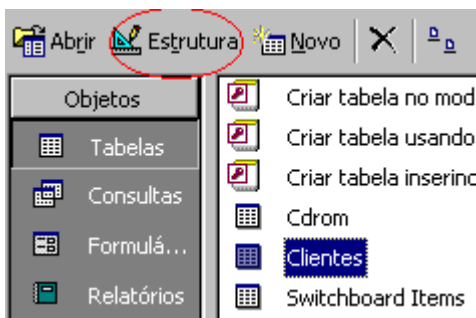 Abrir Estrutura Novo
Objetos
Tabelas
Consultas
Formulá...
Relatórios
Criar tabela no mod
Criar tabela usando
Criar tabela inserinc
Cdrom
Clientes
Switchboard Items